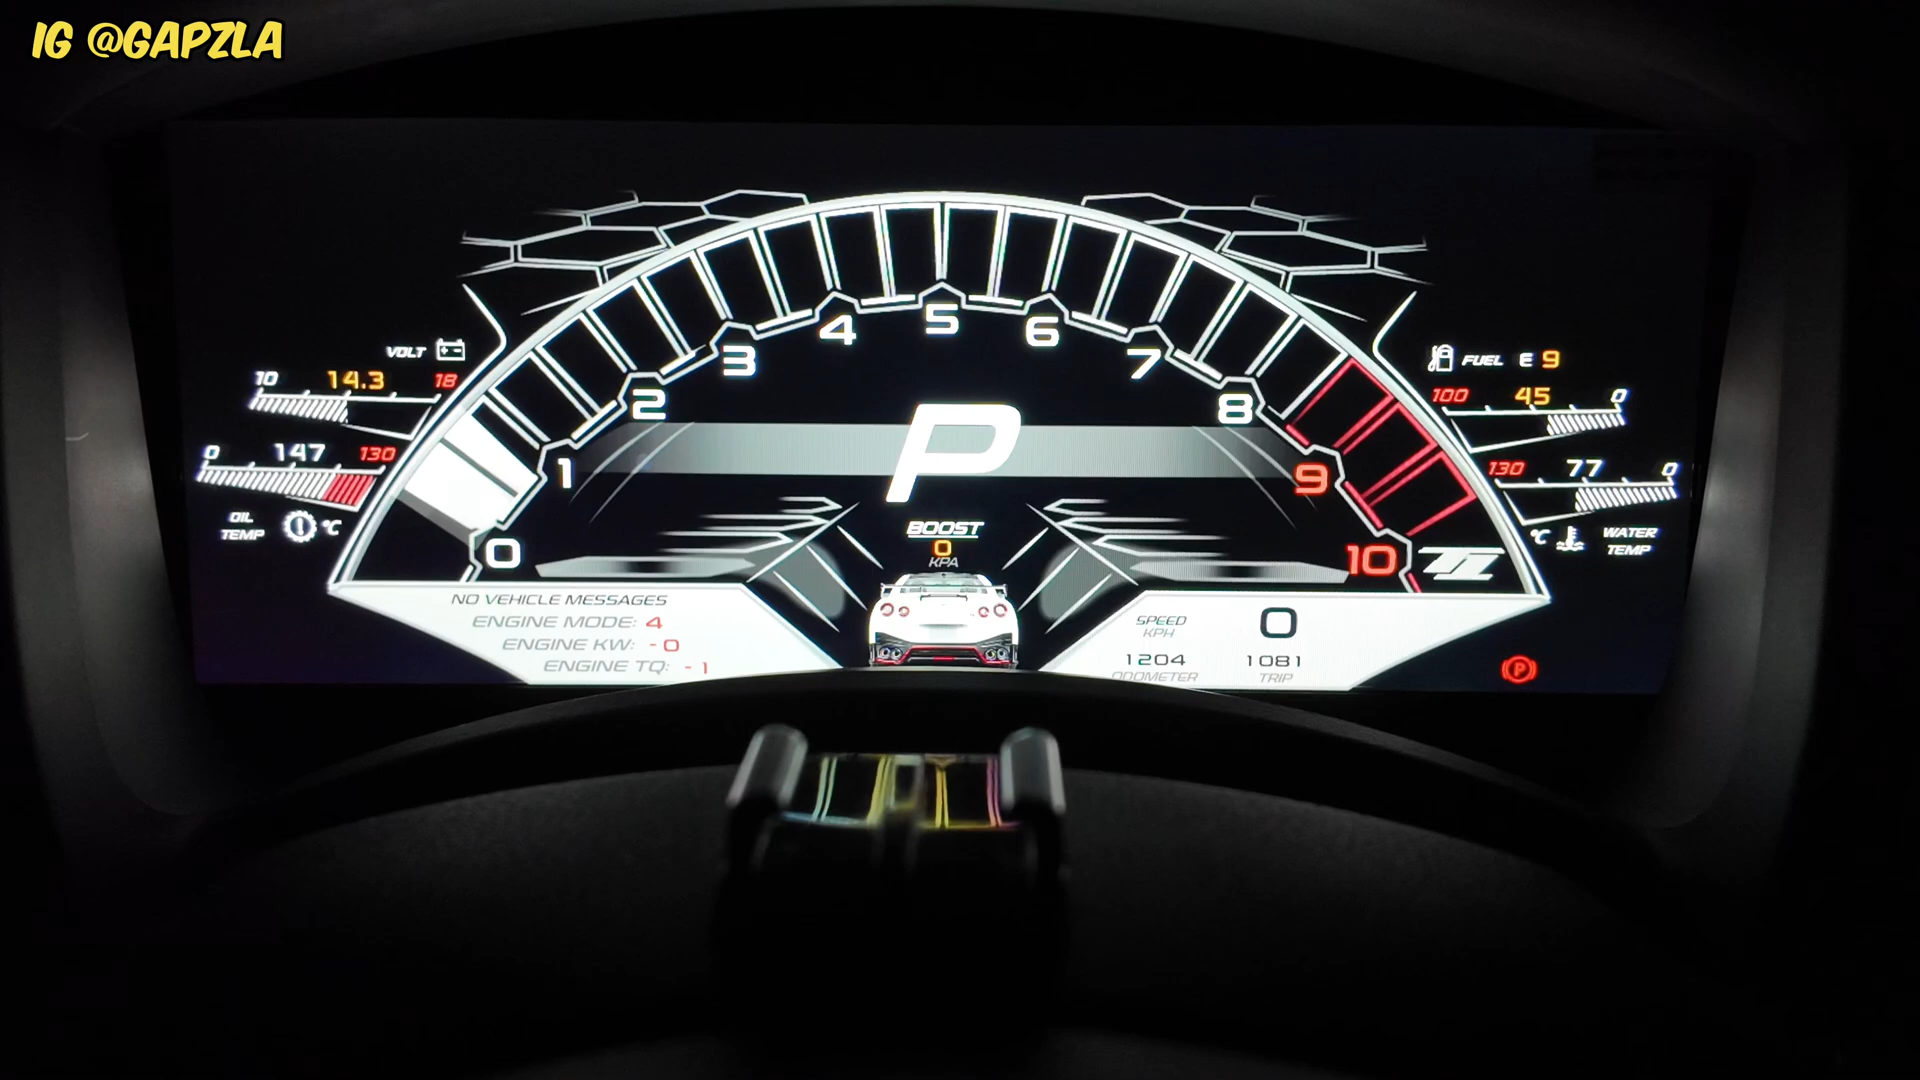 IG @GAPZLA
VOLT
10 14.3 18
0 147 130
OIL
TEMP °C
0 1 2 3 4 5 6 7 8 9 10
P
BOOST
0
KPA
FUEL E 9
100 45 0
130 77 0
°C WATER
TEMP
NO VEHICLE MESSAGES
ENGINE MODE: 4
ENGINE KW: -0
ENGINE TQ: -1
SPEED 0
KPH
1204 1081
ODOMETER TRIP
P